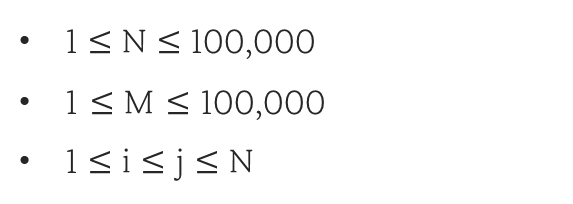 • 1 ≤ N ≤ 100,000
• 1 ≤ M ≤ 100,000
• 1 ≤ i ≤ j ≤ N